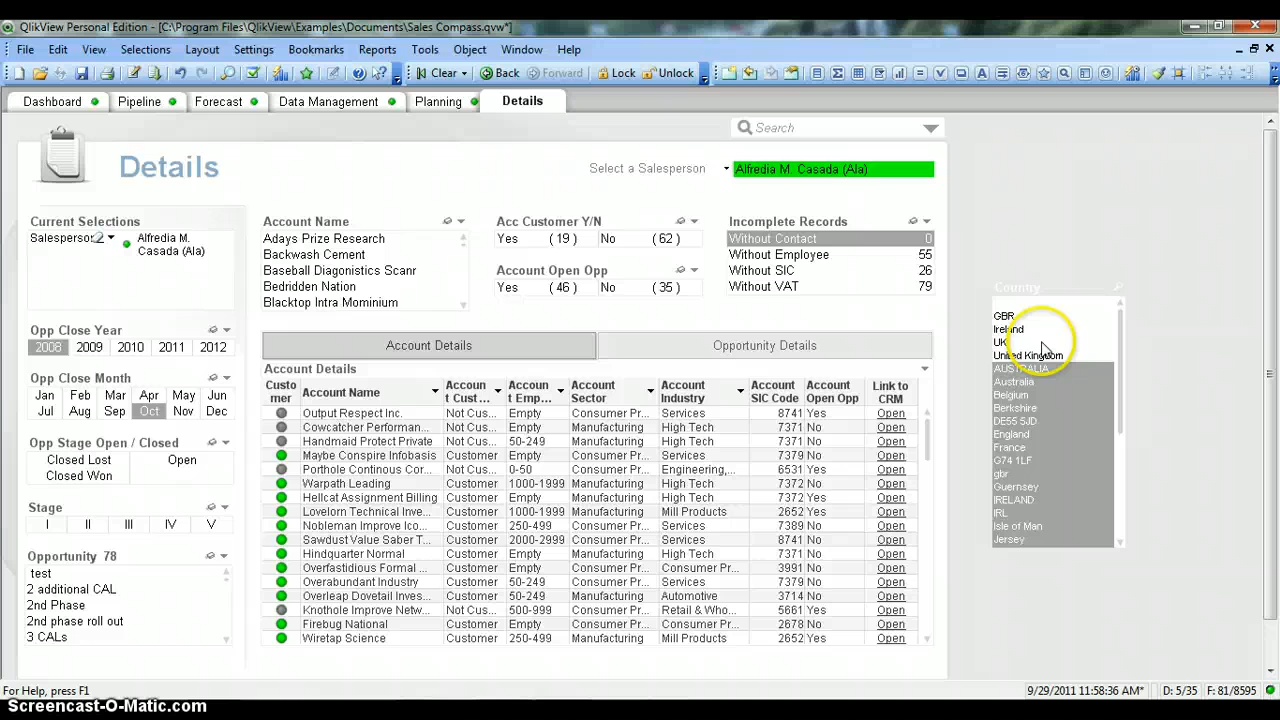 QlikView Personal Edition - [C:\Program Files\QlikView\Examples\Documents\Sales Compass.qvw*]
File Edit View Selections Layout Settings Bookmarks Reports Tools Object Window Help
Clear Back Forward Lock Unlock
Dashboard Pipeline Forecast Data Management Planning Details
Search
Details
Select a Salesperson Alfredia M. Casada (Ala)
Current Selections
Alfredia M.
Casada (Ala)
Opp Close Year
2008 2009 2010 2011 2012
Opp Close Month
Jan Feb Mar Apr May Jun
Jul Aug Sep Oct Nov Dec
Opp Stage Open / Closed
Closed Lost Open
Closed Won
Stage
I II III IV V
Opportunity 78
test
2 additional CAL
2nd Phase
2nd phase roll out
3 CALs
Account Name
Adays Prize Research
Backwash Cement
Baseball Diagonistics Scanr
Bedridden Nation
Blacktop Intra Mominium
Acc Customer Y/N
Yes (19) No (62)
Account Open Opp
Yes (46) No (35)
Incomplete Records
Without Contact 0
Without Employee 55
Without SIC 26
Without VAT 79
Account Details Opportunity Details
Account Details
Custo mer Account Name Accoun t Cust... Accoun t Emp... Account Sector Account Industry Account SIC Code Account Open Opp Link to CRM
Output Respect Inc. Not Cus... Empty Consumer Pr... Services 8741 Yes Open
Cowcatcher Performan... Customer Empty Manufacturing High Tech 7371 No Open
Handmaid Protect Private Not Cus... 50-249 Manufacturing High Tech 7371 No Open
Mayee Conspire Infobasis Customer Empty Consumer Pr... Services 7379 No Open
Porthole Continous Cor... Not Cus... 0-50 Consumer Pr... Engineering,... 6531 Yes Open
Warpath Leading Customer 1000-1999 Manufacturing High Tech 7372 No Open
Hellcat Assignment Billing Customer Empty Manufacturing High Tech 7372 Yes Open
Lovelorn Technical Inve... Customer 1000-1999 Manufacturing Mill Products 2652 Yes Open
Nobleman Improve Ico... Customer 250-499 Manufacturing Services 7389 No Open
Sawdust Value Saber T... Customer 2000-2999 Manufacturing Services 8741 No Open
Hindquarter Normal Customer Empty Manufacturing High Tech 7371 No Open
Overfastidious Formal ... Customer Empty Manufacturing Consumer Pr... 3991 No Open
Overabundant Industry Customer 50-249 Manufacturing Services 7379 No Open
Overleap Dovetail Inves... Customer 50-249 Manufacturing Automotive 3714 No Open
Knothole Improve Netw... Not Cus... 500-999 Consumer Pr... Retail & Who... 5661 Yes Open
Firebug National Customer Empty Consumer Pr... Consumer Pr... 2678 No Open
Wiretap Science Customer 250-499 Manufacturing Mill Products 2652 Yes Open
Country
GBR
Ireland
UK
United Kingdom
AUSTRALIA
Australia
Belgium
Berkshire
DE55 5JD
England
France
G74 1LF
gbr
Guernsey
IRELAND
IRL
Isle of Man
Jersey
For Help, press F1 9/29/2011 11:58:36 AM* D: 5/35 F: 81/8595
Screencast-O-Matic.com